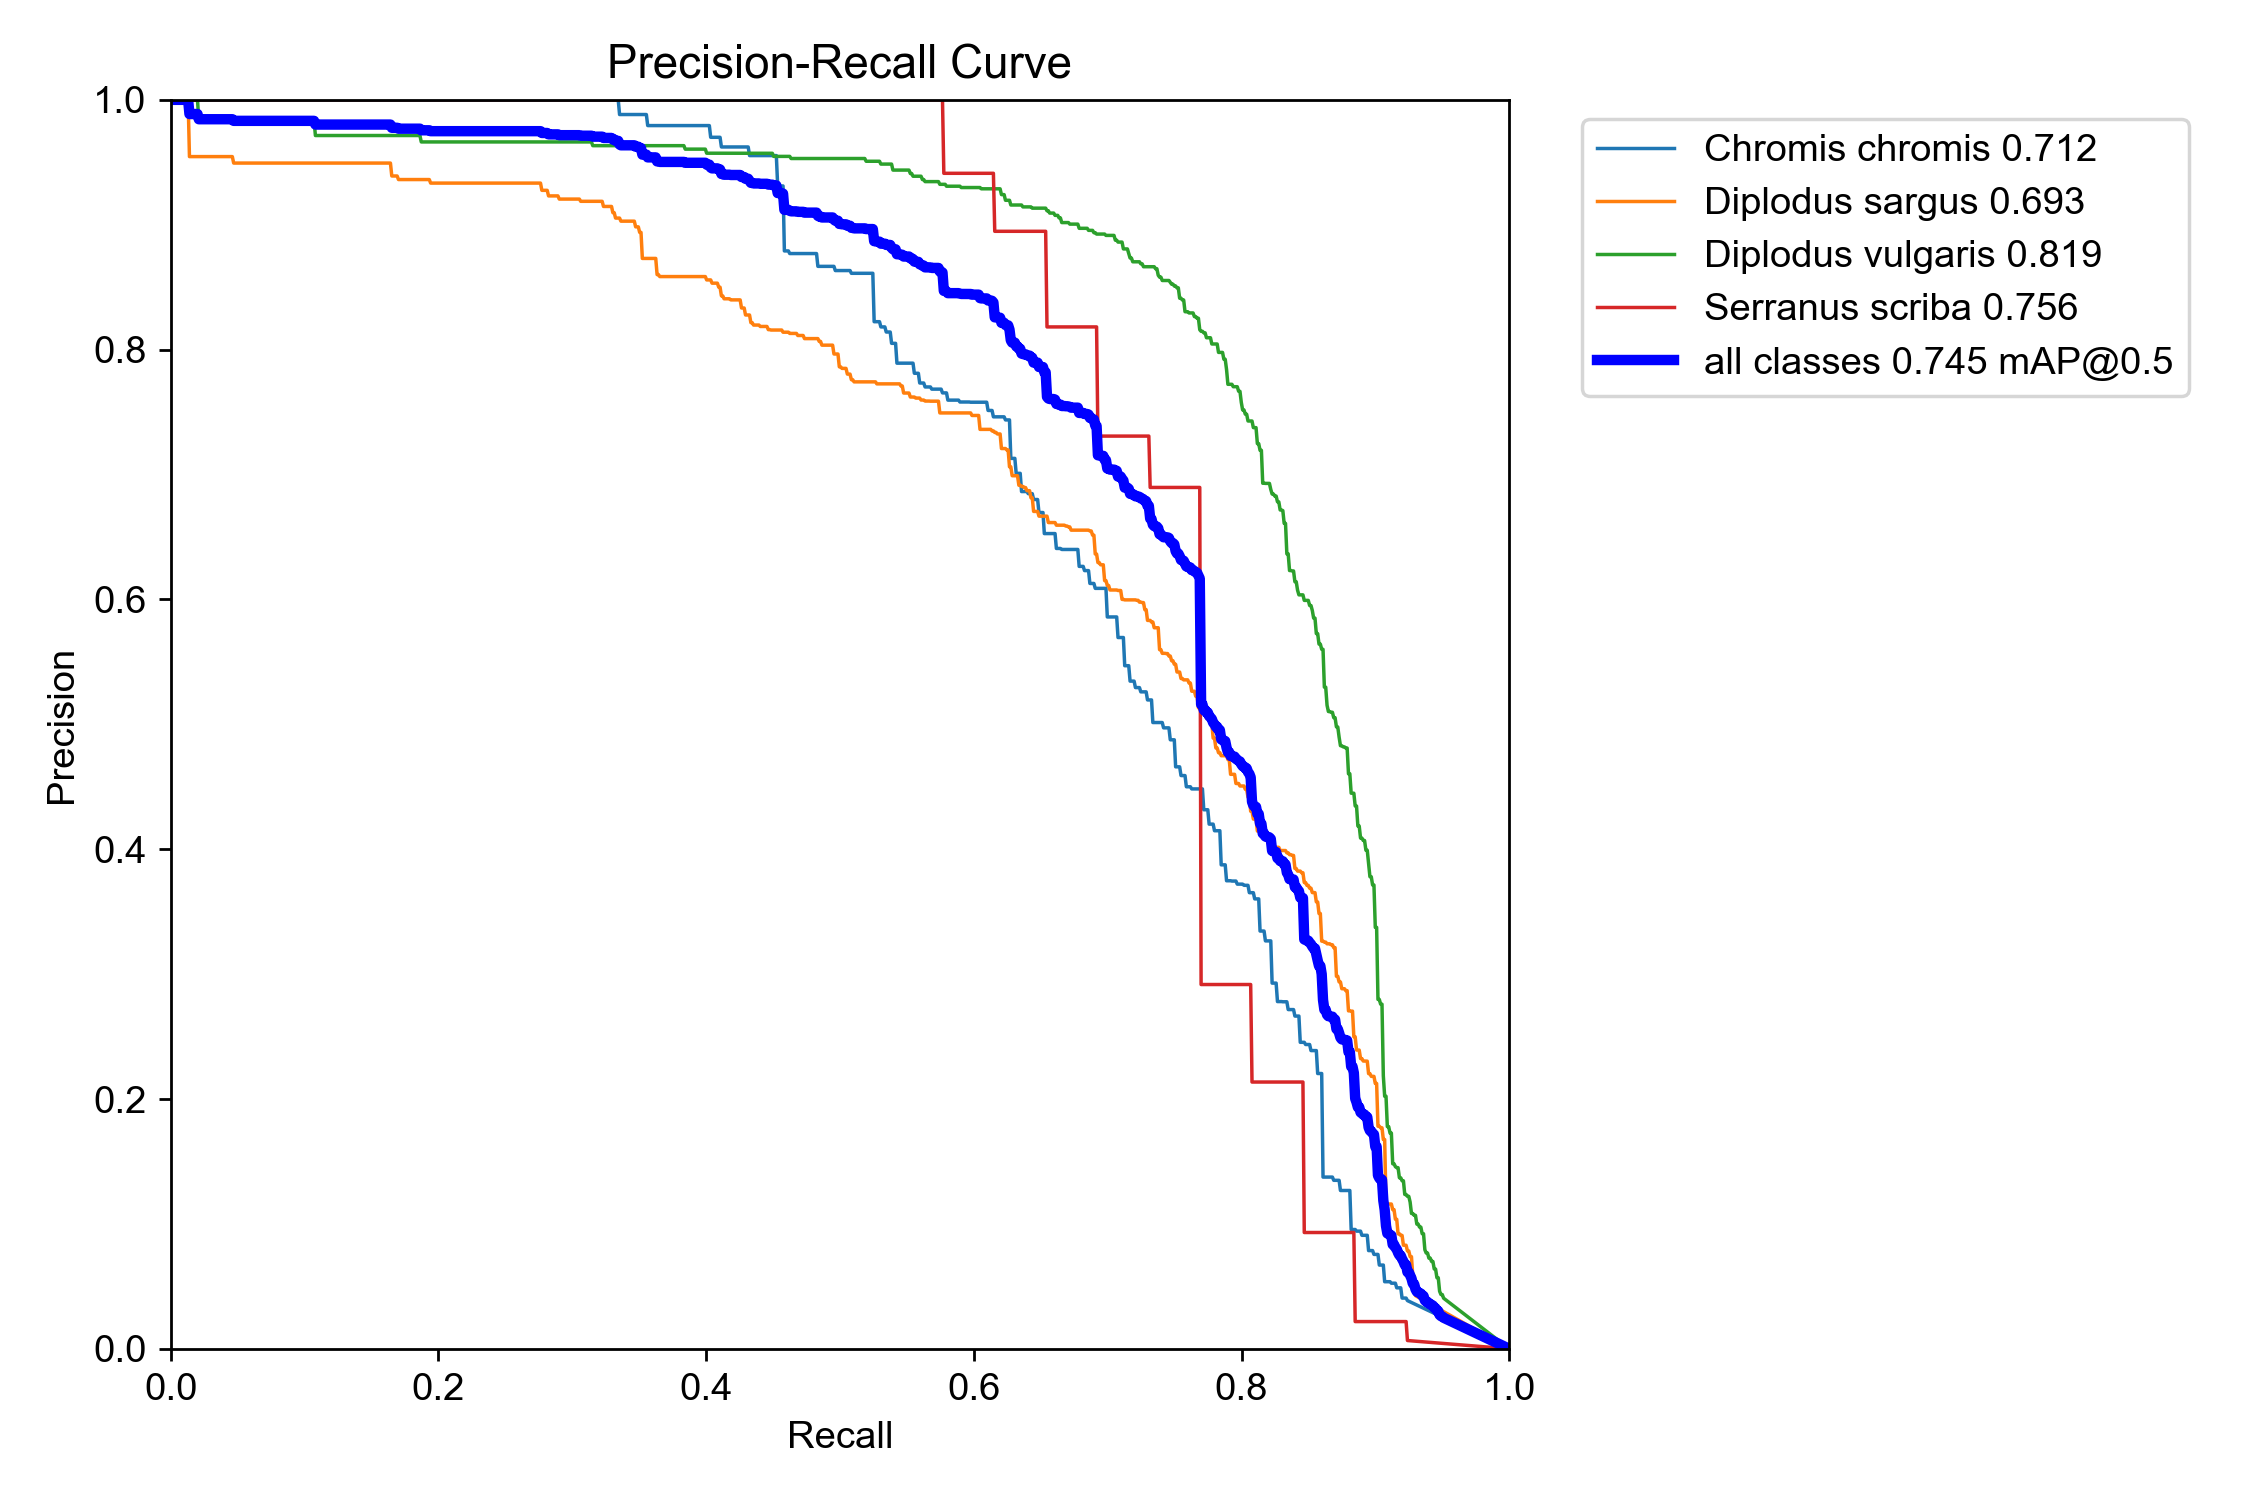 Precision-Recall Curve
1.0
0.8
0.6
0.4
0.2
0.0
Precision
0.0 0.2 0.4 0.6 0.8 1.0
Recall
Chromis chromis 0.712
Diplodus sargus 0.693
Diplodus vulgaris 0.819
Serranus scriba 0.756
all classes 0.745 mAP@0.5